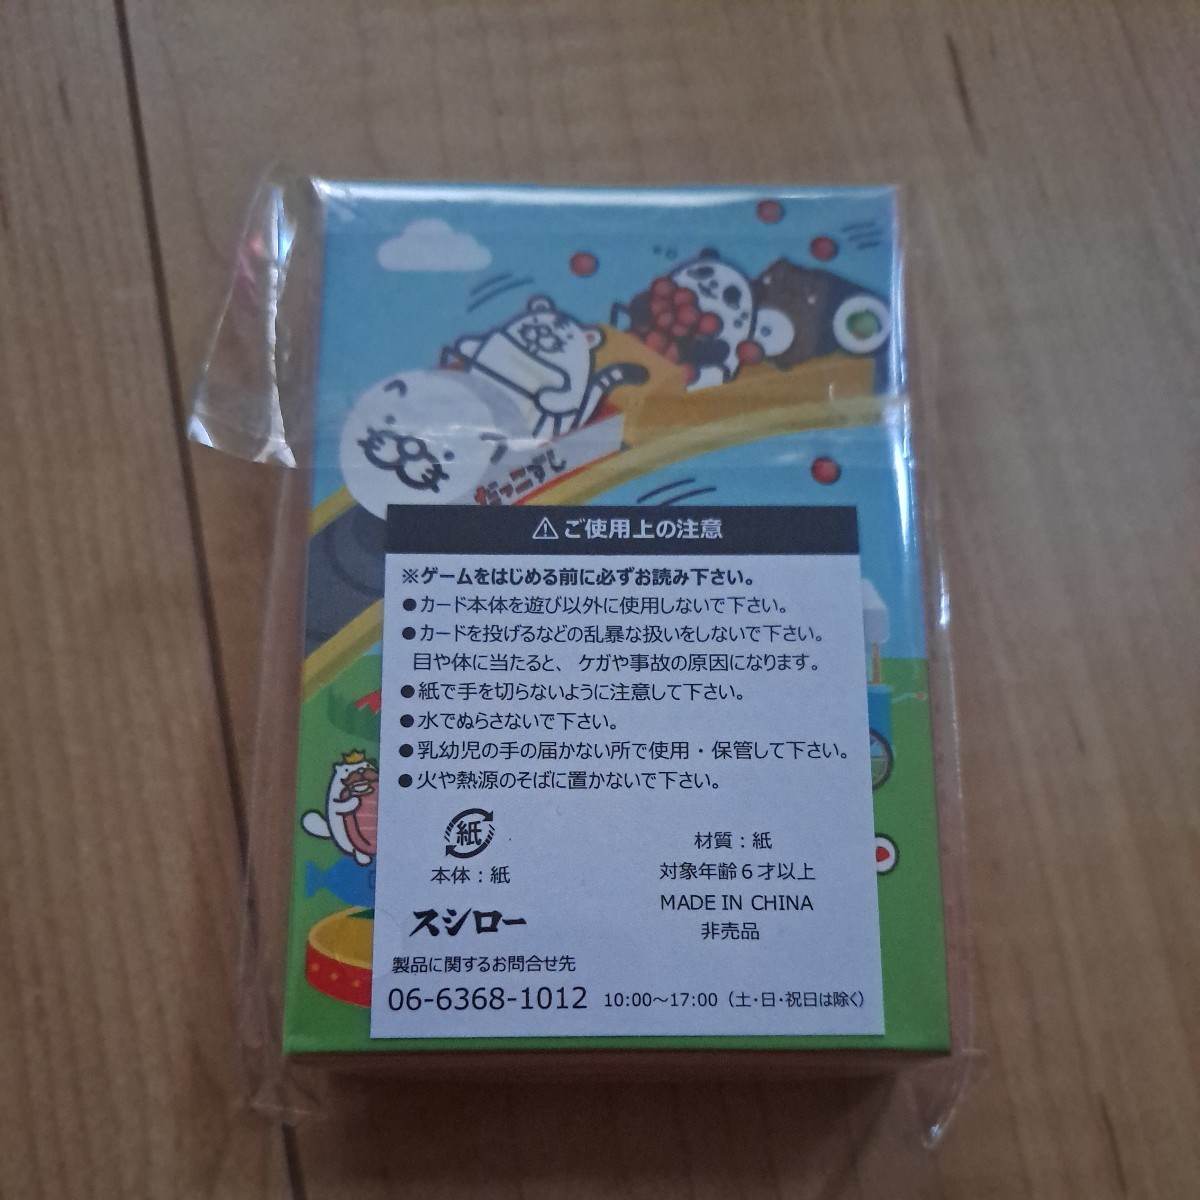 だっこずし
⚠ご使用上の注意
※ゲームをはじめる前に必ずお読み下さい。
●カード本体を遊び以外に使用しないで下さい。
●カードを投げるなどの乱暴な扱いをしないで下さい。
目や体に当たると、ケガや事故の原因になります。
●紙で手を切らないように注意して下さい。
●水でぬらさないで下さい。
●乳幼児の手の届かない所で使用・保管して下さい。
●火や熱源のそばに置かないで下さい。
紙
本体：紙
材質：紙
対象年齢６才以上
MADE IN CHINA
非売品
スシロー
製品に関するお問合せ先
06-6368-1012 10:00～17:00（土・日・祝日は除く）